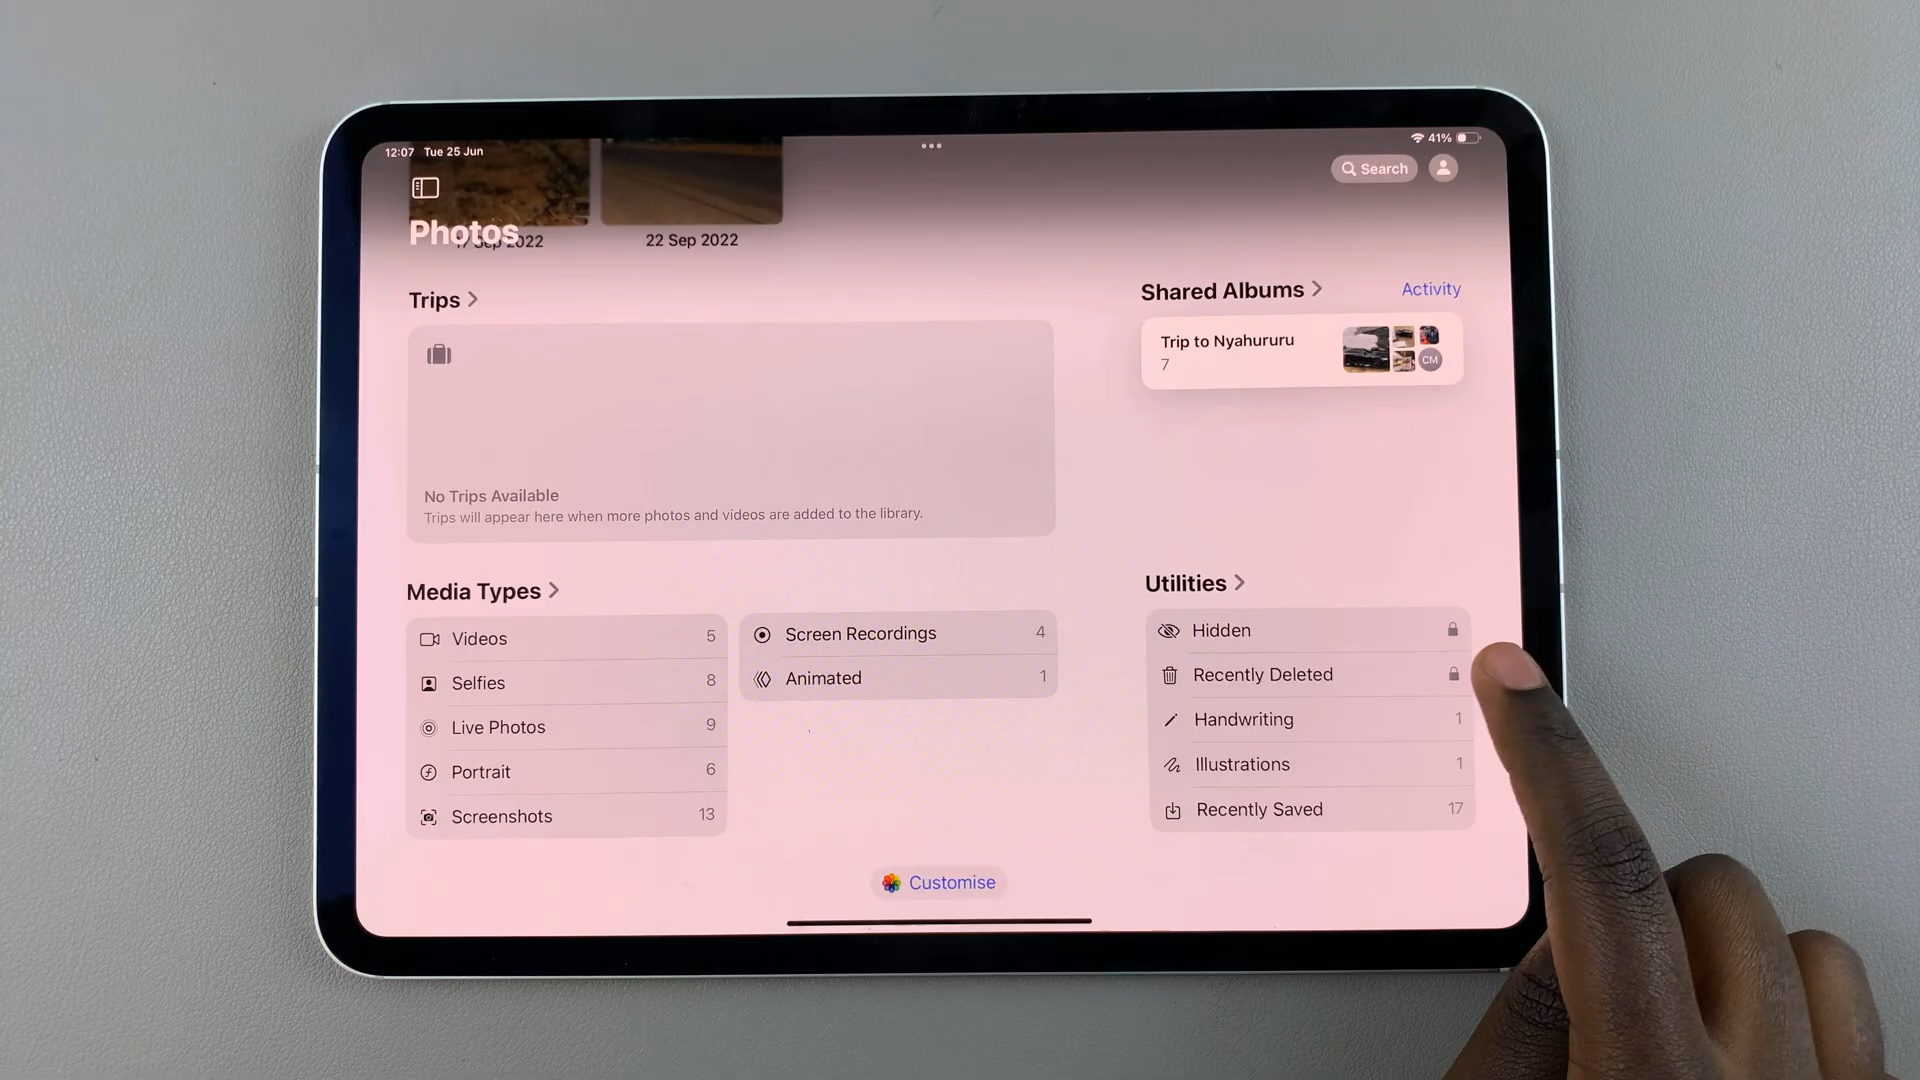 12:07 Tue 25 Jun
41%
Search
Photos
17 Sep 2022
22 Sep 2022
Trips
No Trips Available
Trips will appear here when more photos and videos are added to the library.
Shared Albums
Activity
Trip to Nyahururu
7
CM
Media Types
Videos 5
Selfies 8
Live Photos 9
Portrait 6
Screenshots 13
Screen Recordings 4
Animated 1
Utilities
Hidden
Recently Deleted
Handwriting 1
Illustrations 1
Recently Saved 17
Customise